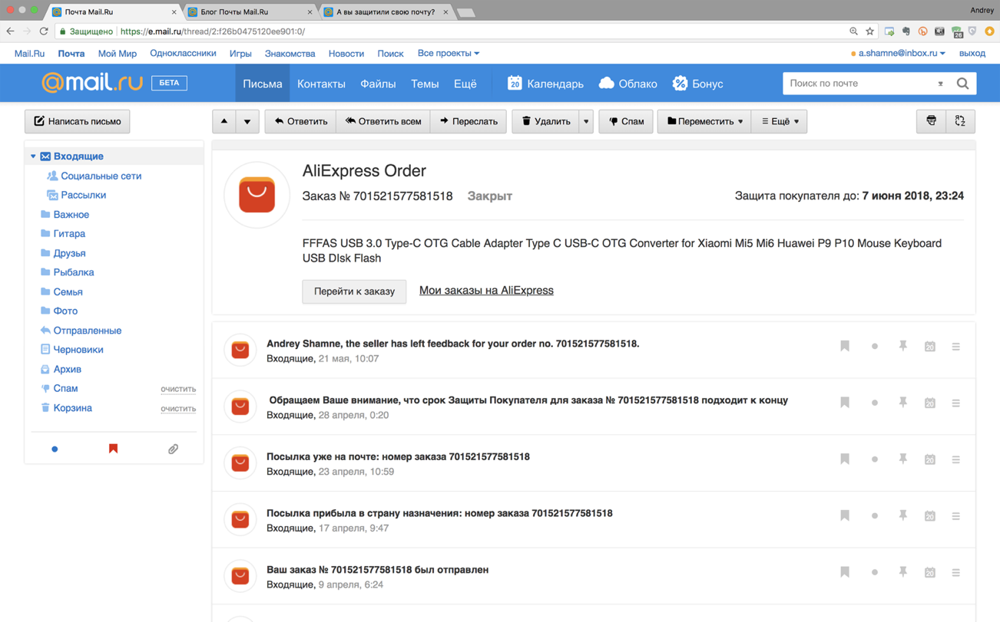 Почта Mail.Ru
Блог Почты Mail.Ru
А вы защитили свою почту?
Andrey
Защищено https://e.mail.ru/thread/2:f26b0475120ee901:0/
26
Mail.Ru Почта Мой Мир Одноклассники Игры Знакомства Новости Поиск Все проекты
a.shamne@inbox.ru выход
@mail.ru БЕТА
Письма Контакты Файлы Темы Ещё 20 Календарь Облако Бонус
Поиск по почте
Написать письмо
Ответить Ответить всем Переслать Удалить Спам Переместить Ещё
Входящие
Социальные сети
Рассылки
Важное
Гитара
Друзья
Рыбалка
Семья
Фото
Отправленные
Черновики
Архив
Спам очистить
Корзина очистить
AliExpress Order
Заказ № 701521577581518 Закрыт
Защита покупателя до: 7 июня 2018, 23:24
FFFAS USB 3.0 Type-C OTG Cable Adapter Type C USB-C OTG Converter for Xiaomi Mi5 Mi6 Huawei P9 P10 Mouse Keyboard
USB DIsk Flash
Перейти к заказу Мои заказы на AliExpress
Andrey Shamne, the seller has left feedback for your order no. 701521577581518.
Входящие, 21 мая, 10:07
20
Обращаем Ваше внимание, что срок Защиты Покупателя для заказа № 701521577581518 подходит к концу
Входящие, 28 апреля, 0:20
20
Посылка уже на почте: номер заказа 701521577581518
Входящие, 23 апреля, 10:59
20
Посылка прибыла в страну назначения: номер заказа 701521577581518
Входящие, 17 апреля, 9:47
20
Ваш заказ № 701521577581518 был отправлен
Входящие, 9 апреля, 6:24
20